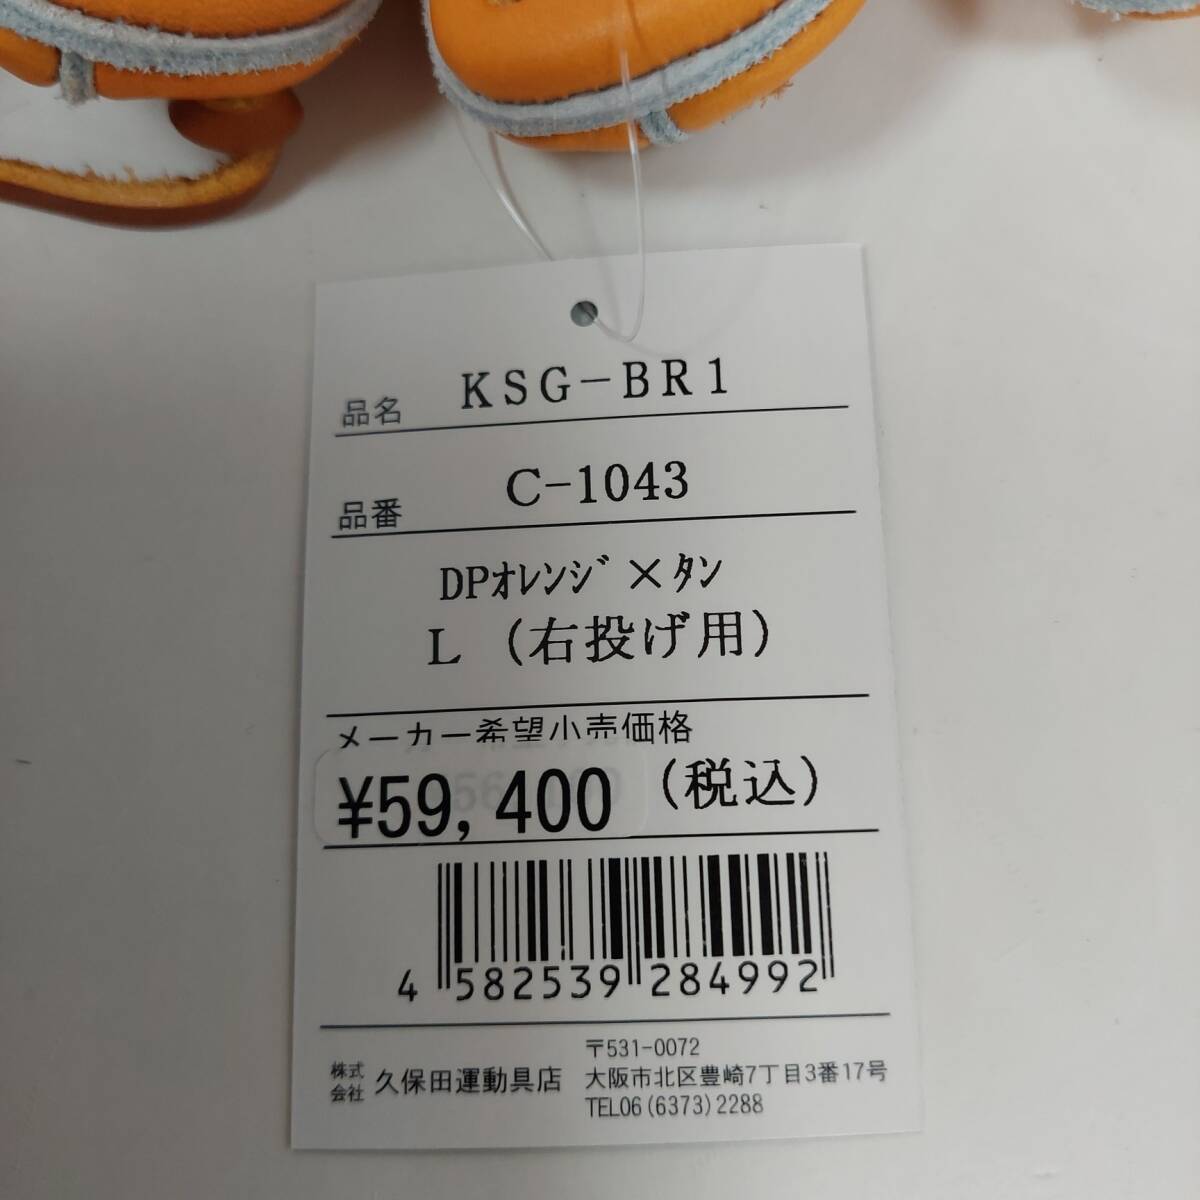 品名 KSG-BR1
品番 C-1043
DPｵﾚﾝｼﾞ×ﾀﾝ
L (右投げ用)
メーカー希望小売価格
¥59,400 (税込)
4 582539 284992
株式会社 久保田運動具店
〒531-0072
大阪市北区豊崎7丁目3番17号
TEL06(6373)2288